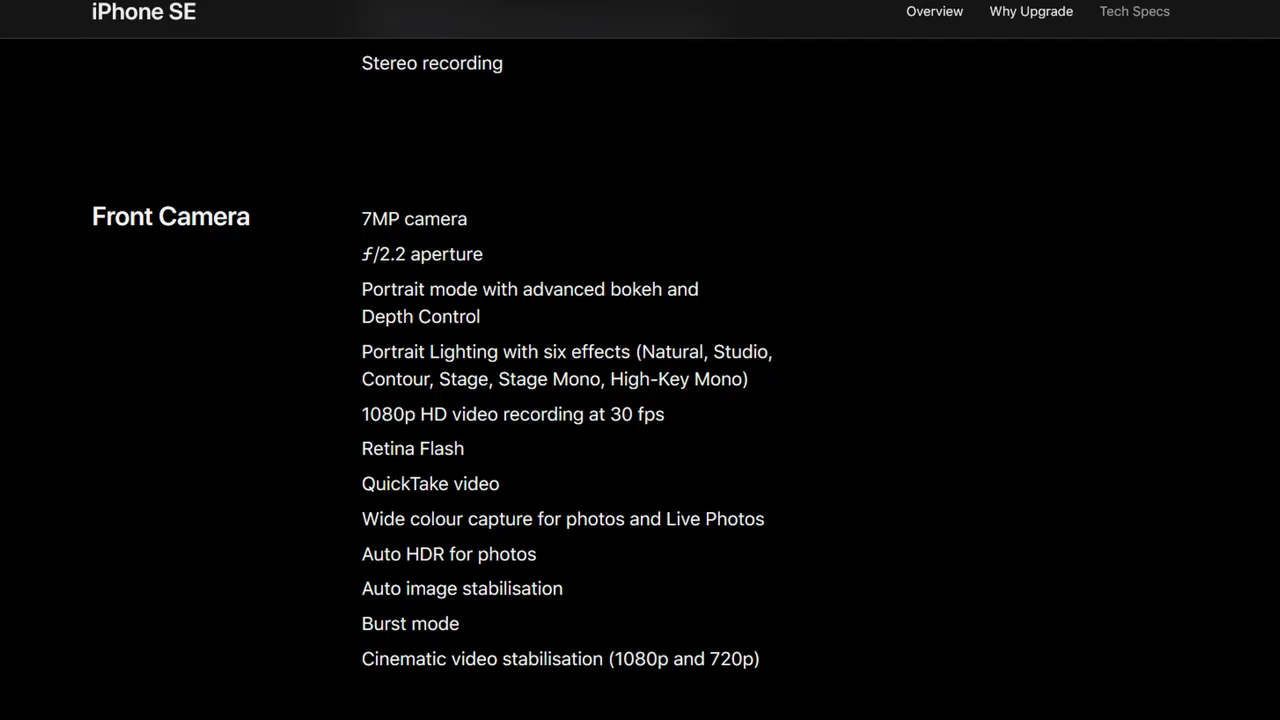 iPhone SE
Overview
Why Upgrade
Tech Specs
Stereo recording
Front Camera
7MP camera
ƒ/2.2 aperture
Portrait mode with advanced bokeh and
Depth Control
Portrait Lighting with six effects (Natural, Studio,
Contour, Stage, Stage Mono, High-Key Mono)
1080p HD video recording at 30 fps
Retina Flash
QuickTake video
Wide colour capture for photos and Live Photos
Auto HDR for photos
Auto image stabilisation
Burst mode
Cinematic video stabilisation (1080p and 720p)